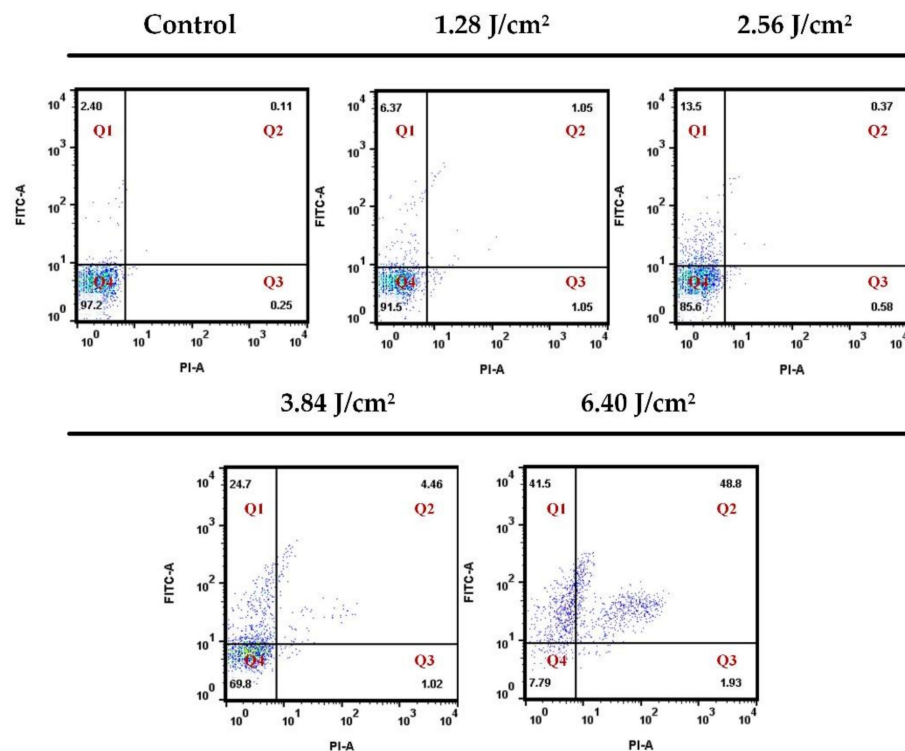 Control 1.28 J/cm² 2.56 J/cm²
10⁴ 2.40 0.11 10⁴ 6.37 1.05 10⁴ 13.5 0.37
Q1 Q2 Q1 Q2 Q1 Q2
10³ 10³ 10³
FITC-A FITC-A FITC-A
10² 10² 10²
10¹ 10¹ 10¹
Q4 Q3 Q4 Q3 Q4 Q3
10⁰ 97.2 0.25 10⁰ 91.5 1.05 10⁰ 85.6 0.58
10⁰ 10¹ 10² 10³ 10⁴ 10⁰ 10¹ 10² 10³ 10⁴ 10⁰ 10¹ 10² 10³ 10⁴
PI-A PI-A PI-A
3.84 J/cm² 6.40 J/cm²
10⁴ 24.7 4.46 10⁴ 41.5 48.8
Q1 Q2 Q1 Q2
10³ 10³
FITC-A FITC-A
10² 10²
10¹ 10¹
Q4 Q3 Q4 Q3
10⁰ 69.8 1.02 10⁰ 7.79 1.93
10⁰ 10¹ 10² 10³ 10⁴ 10⁰ 10¹ 10² 10³ 10⁴
PI-A PI-A